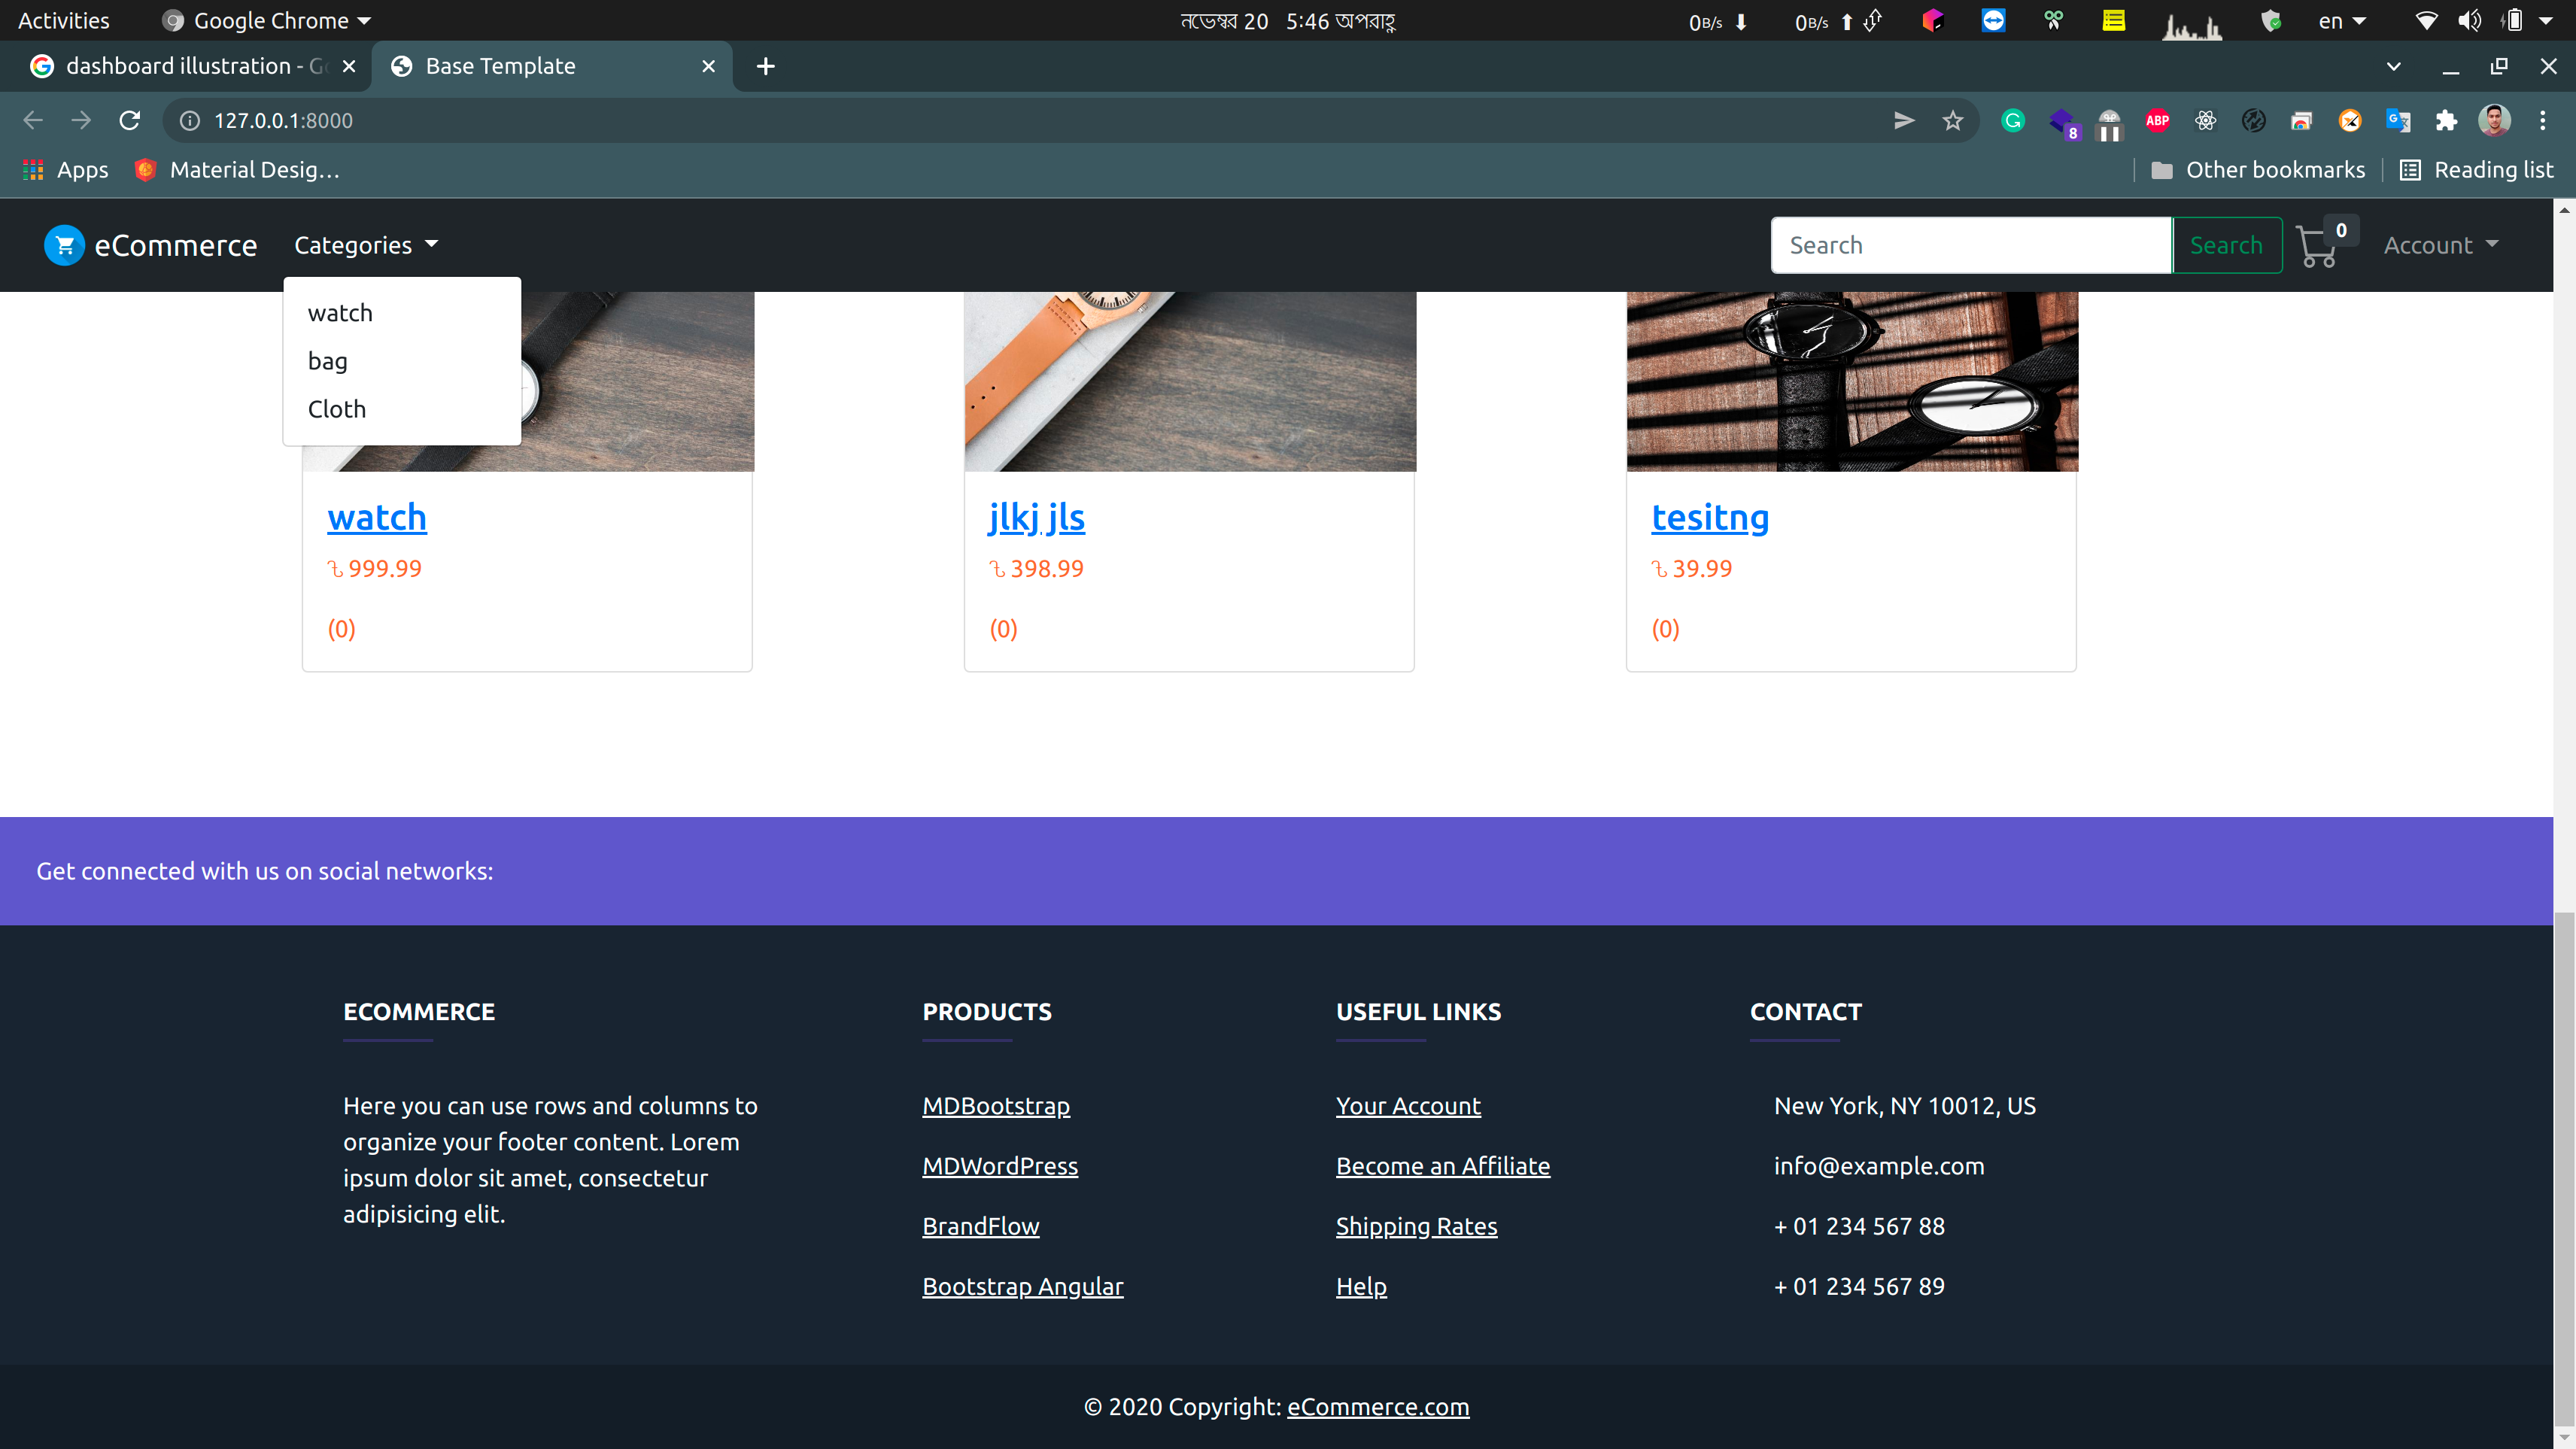 Activities Google Chrome নভেম্বর 20 5:46 অপরাহ্ণ 0B/s 0B/s en
dashboard illustration - Go Base Template
127.0.0.1:8000 8 ABP
Apps Material Desig… Other bookmarks Reading list
eCommerce Categories Search Search 0 Account
watch
bag
Cloth
watch jlkj jls tesitng
৳ 999.99 ৳ 398.99 ৳ 39.99
(0) (0) (0)
Get connected with us on social networks:
ECOMMERCE PRODUCTS USEFUL LINKS CONTACT
Here you can use rows and columns to MDBootstrap Your Account New York, NY 10012, US
organize your footer content. Lorem
ipsum dolor sit amet, consectetur MDWordPress Become an Affiliate info@example.com
adipisicing elit. BrandFlow Shipping Rates + 01 234 567 88
Bootstrap Angular Help + 01 234 567 89
© 2020 Copyright: eCommerce.com